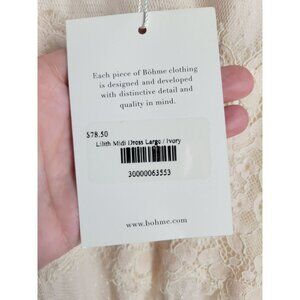 Each piece of Böhme clothing
is designed and developed
with distinctive detail and
quality in mind.
$78.50
Lilith Midi Dress Large / Ivory
30000063553
www.bohme.com